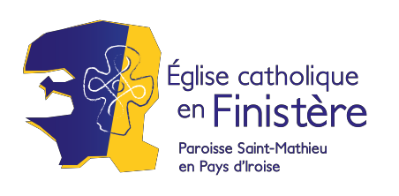 Église catholique
en Finistère
Paroisse Saint-Mathieu
en Pays d'Iroise